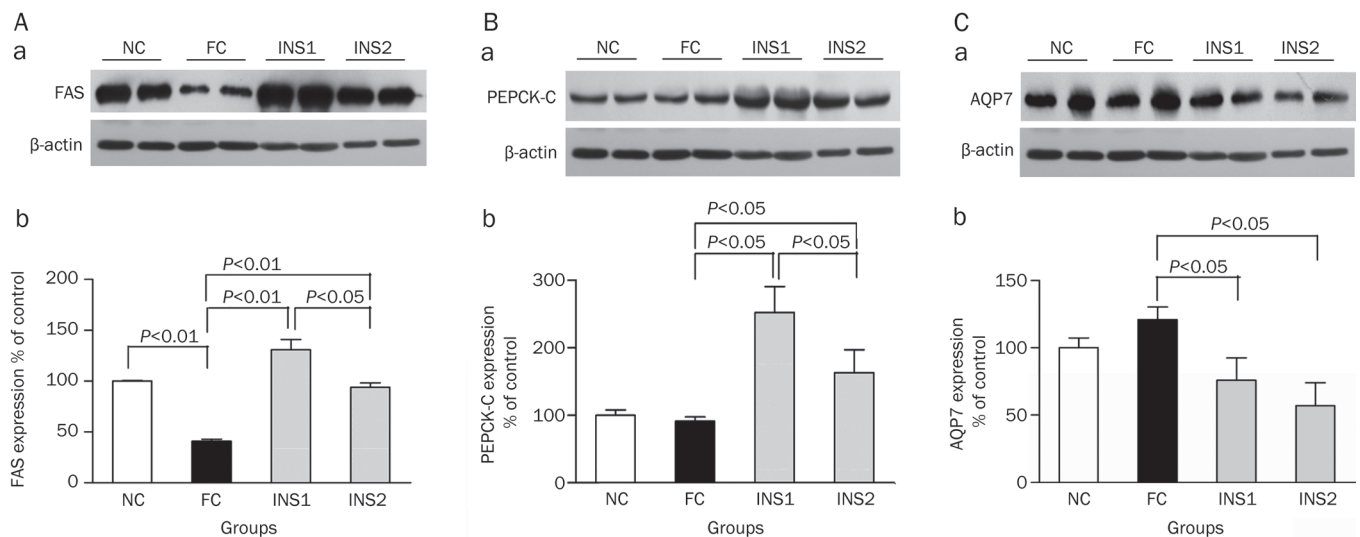 A
a
NC FC INS1 INS2
FAS
β-actin
b
FAS expression % of control
200
150
100
50
0
P<0.01
P<0.01
P<0.01
P<0.05
NC FC INS1 INS2
Groups
B
a
NC FC INS1 INS2
PEPCK-C
β-actin
b
PEPCK-C expression
% of control
300
200
100
0
P<0.05
P<0.05
P<0.05
NC FC INS1 INS2
Groups
C
a
NC FC INS1 INS2
AQP7
β-actin
b
AQP7 expression
% of control
150
100
50
0
P<0.05
P<0.05
NC FC INS1 INS2
Groups